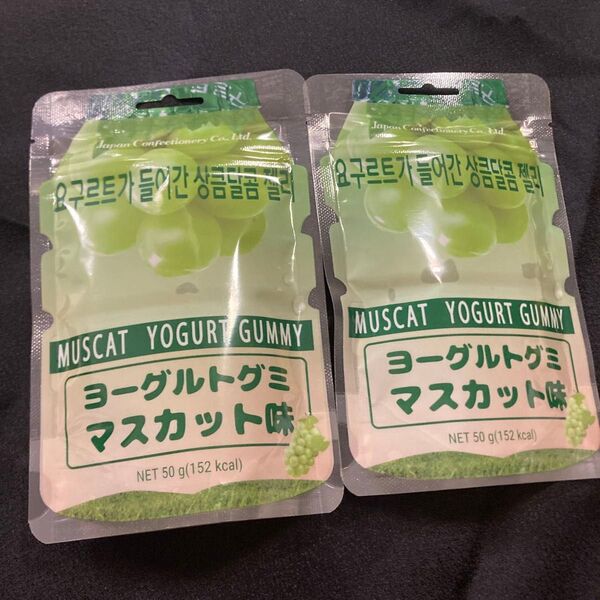 Japan Confectionery Co., Ltd.
요구르트가 들어간 상큼달콤 젤리
MUSCAT YOGURT GUMMY
ヨーグルトグミ
マスカット味
NET 50 g(152 kcal)
Japan Confectionery Co., Ltd.
요구르트가 들어간 상큼달콤 젤리
MUSCAT YOGURT GUMMY
ヨーグルトグミ
マスカット味
NET 50 g(152 kcal)